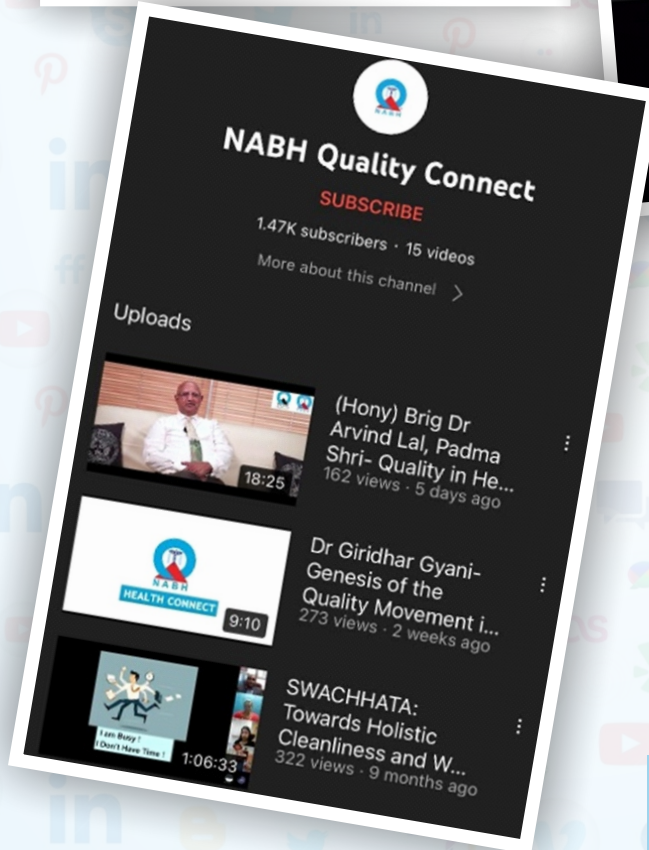 NABH
NABH Quality Connect
SUBSCRIBE
1.47K subscribers · 15 videos
More about this channel >
Uploads
18:25
(Hony) Brig Dr
Arvind Lal, Padma
Shri- Quality in He...
162 views · 5 days ago
NABH
HEALTH CONNECT
9:10
Dr Giridhar Gyani-
Genesis of the
Quality Movement i...
273 views · 2 weeks ago
I am Busy !
I Don't Have Time !
1:06:33
SWACHHATA:
Towards Holistic
Cleanliness and W...
322 views · 9 months ago
in
in